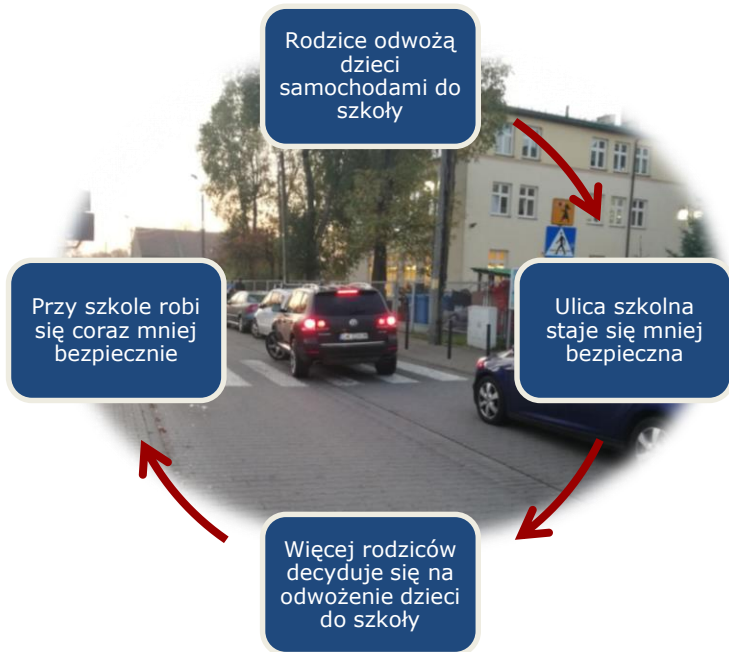 Rodzice odwożą
dzieci
samochodami do
szkoły
Ulica szkolna
staje się mniej
bezpieczna
Więcej rodziców
decyduje się na
odwożenie dzieci
do szkoły
Przy szkole robi
się coraz mniej
bezpiecznie